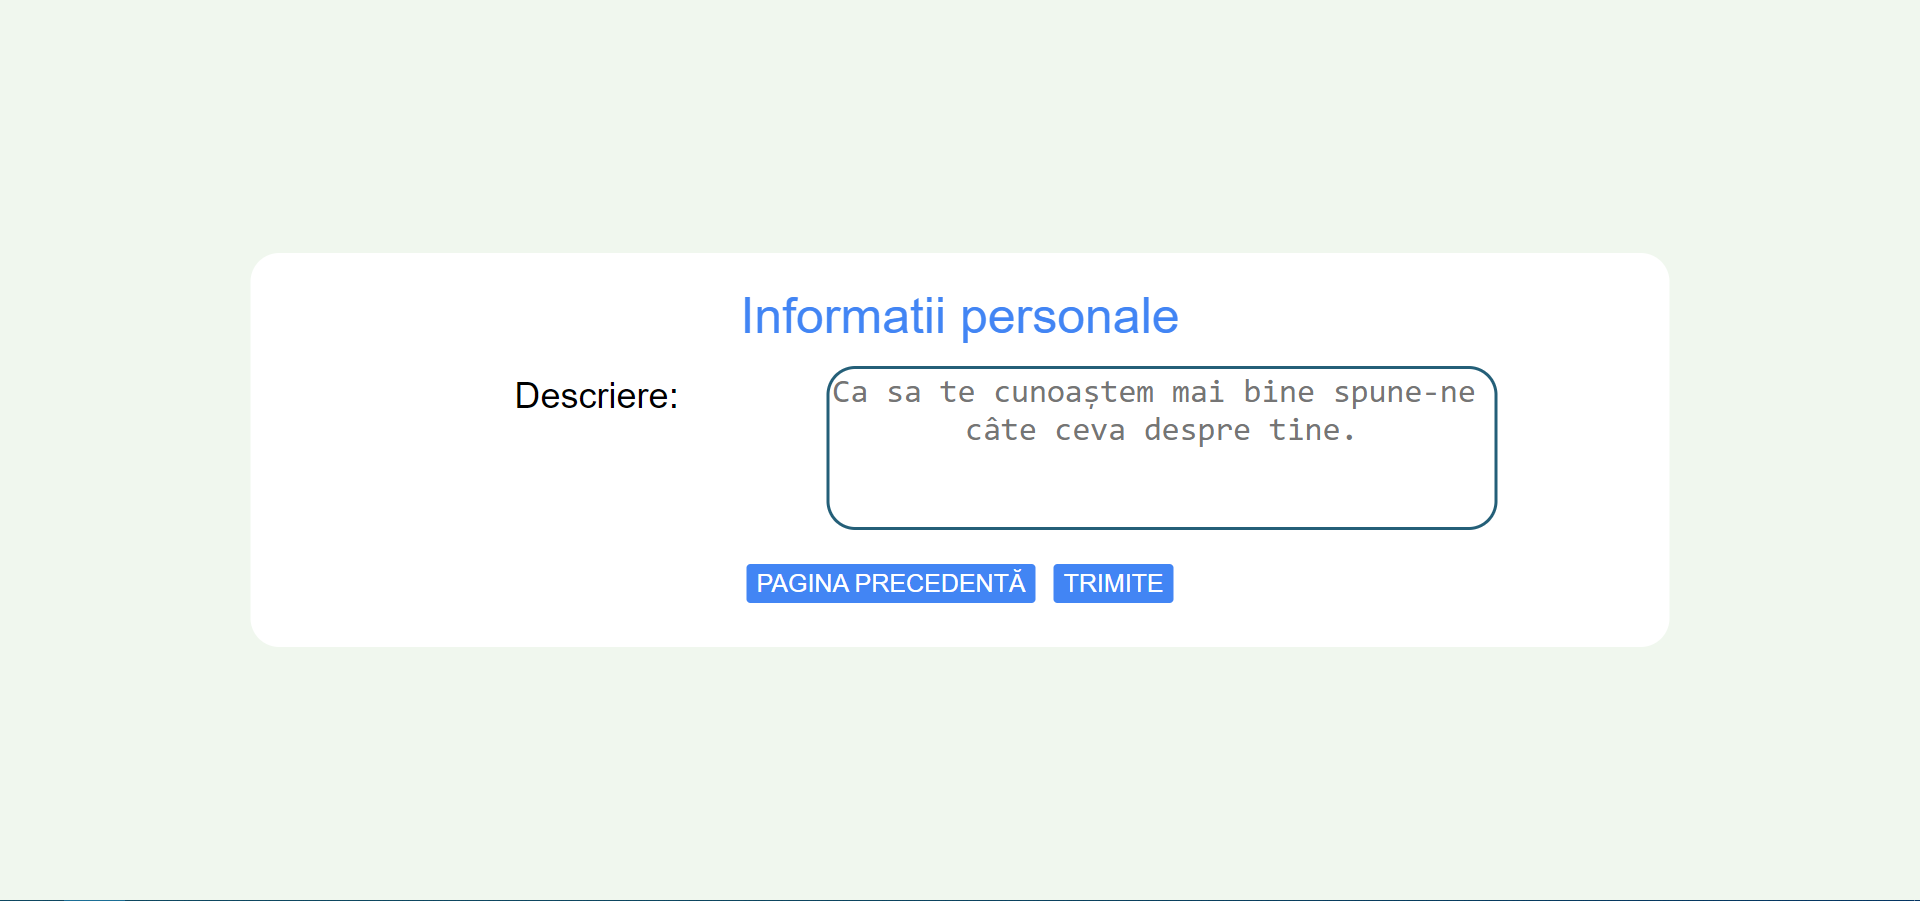 Informatii personale
Descriere:
Ca sa te cunoaștem mai bine spune-ne
câte ceva despre tine.
PAGINA PRECEDENTĂ TRIMITE